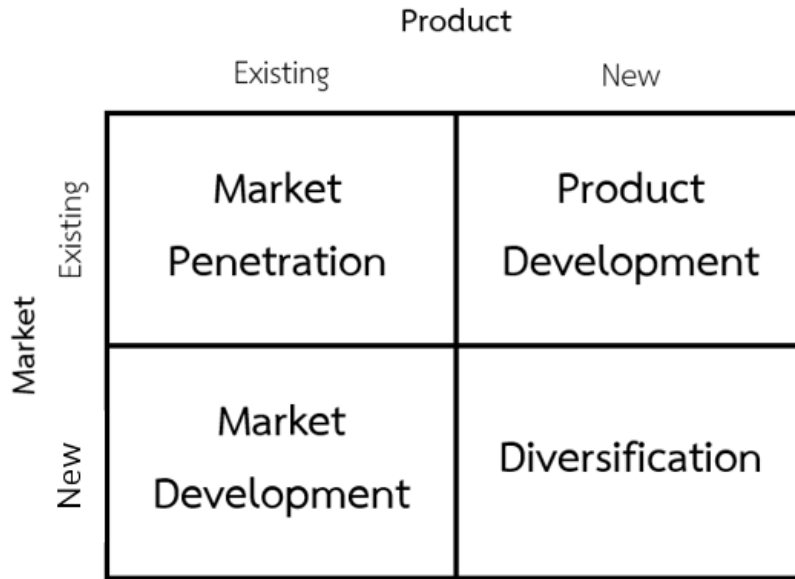 Product
Existing
New
Market
Existing
Market
Penetration
Product
Development
New
Market
Development
Diversification